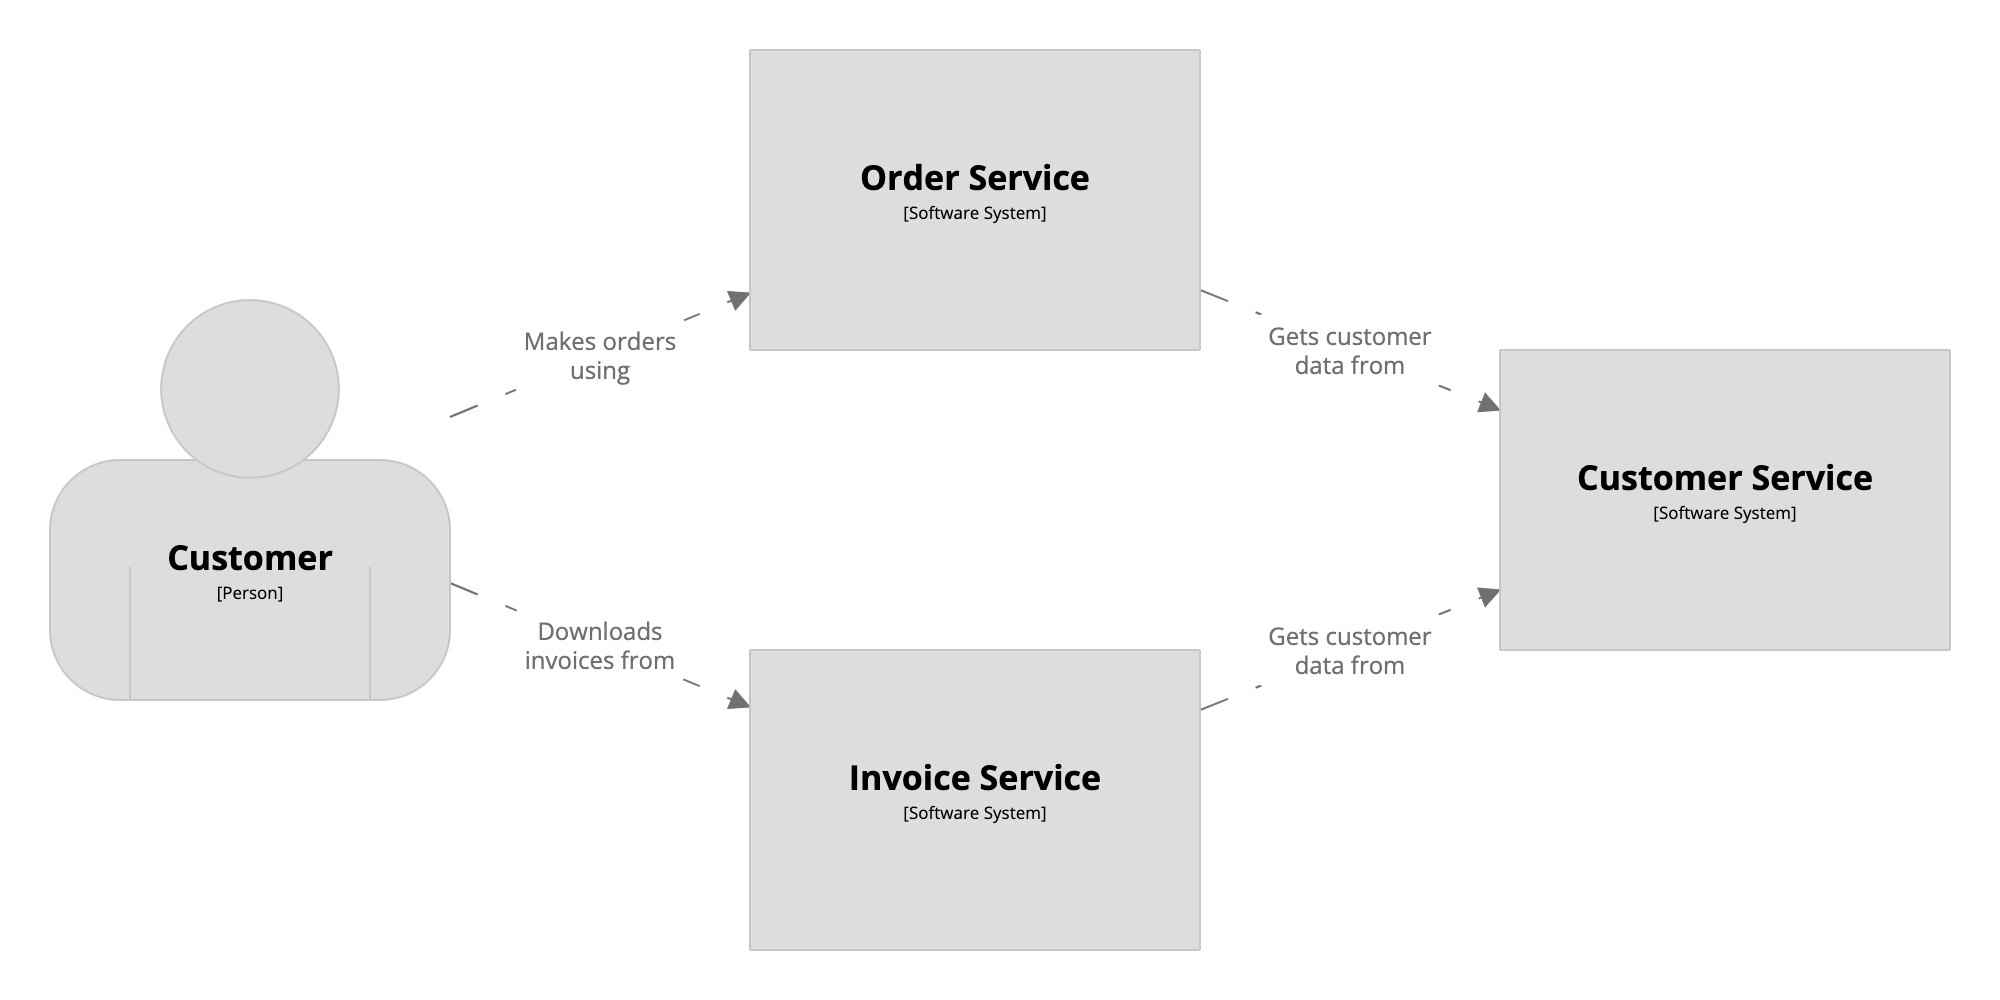 Order Service
[Software System]
Makes orders
using
Gets customer
data from
Customer
[Person]
Customer Service
[Software System]
Downloads
invoices from
Gets customer
data from
Invoice Service
[Software System]